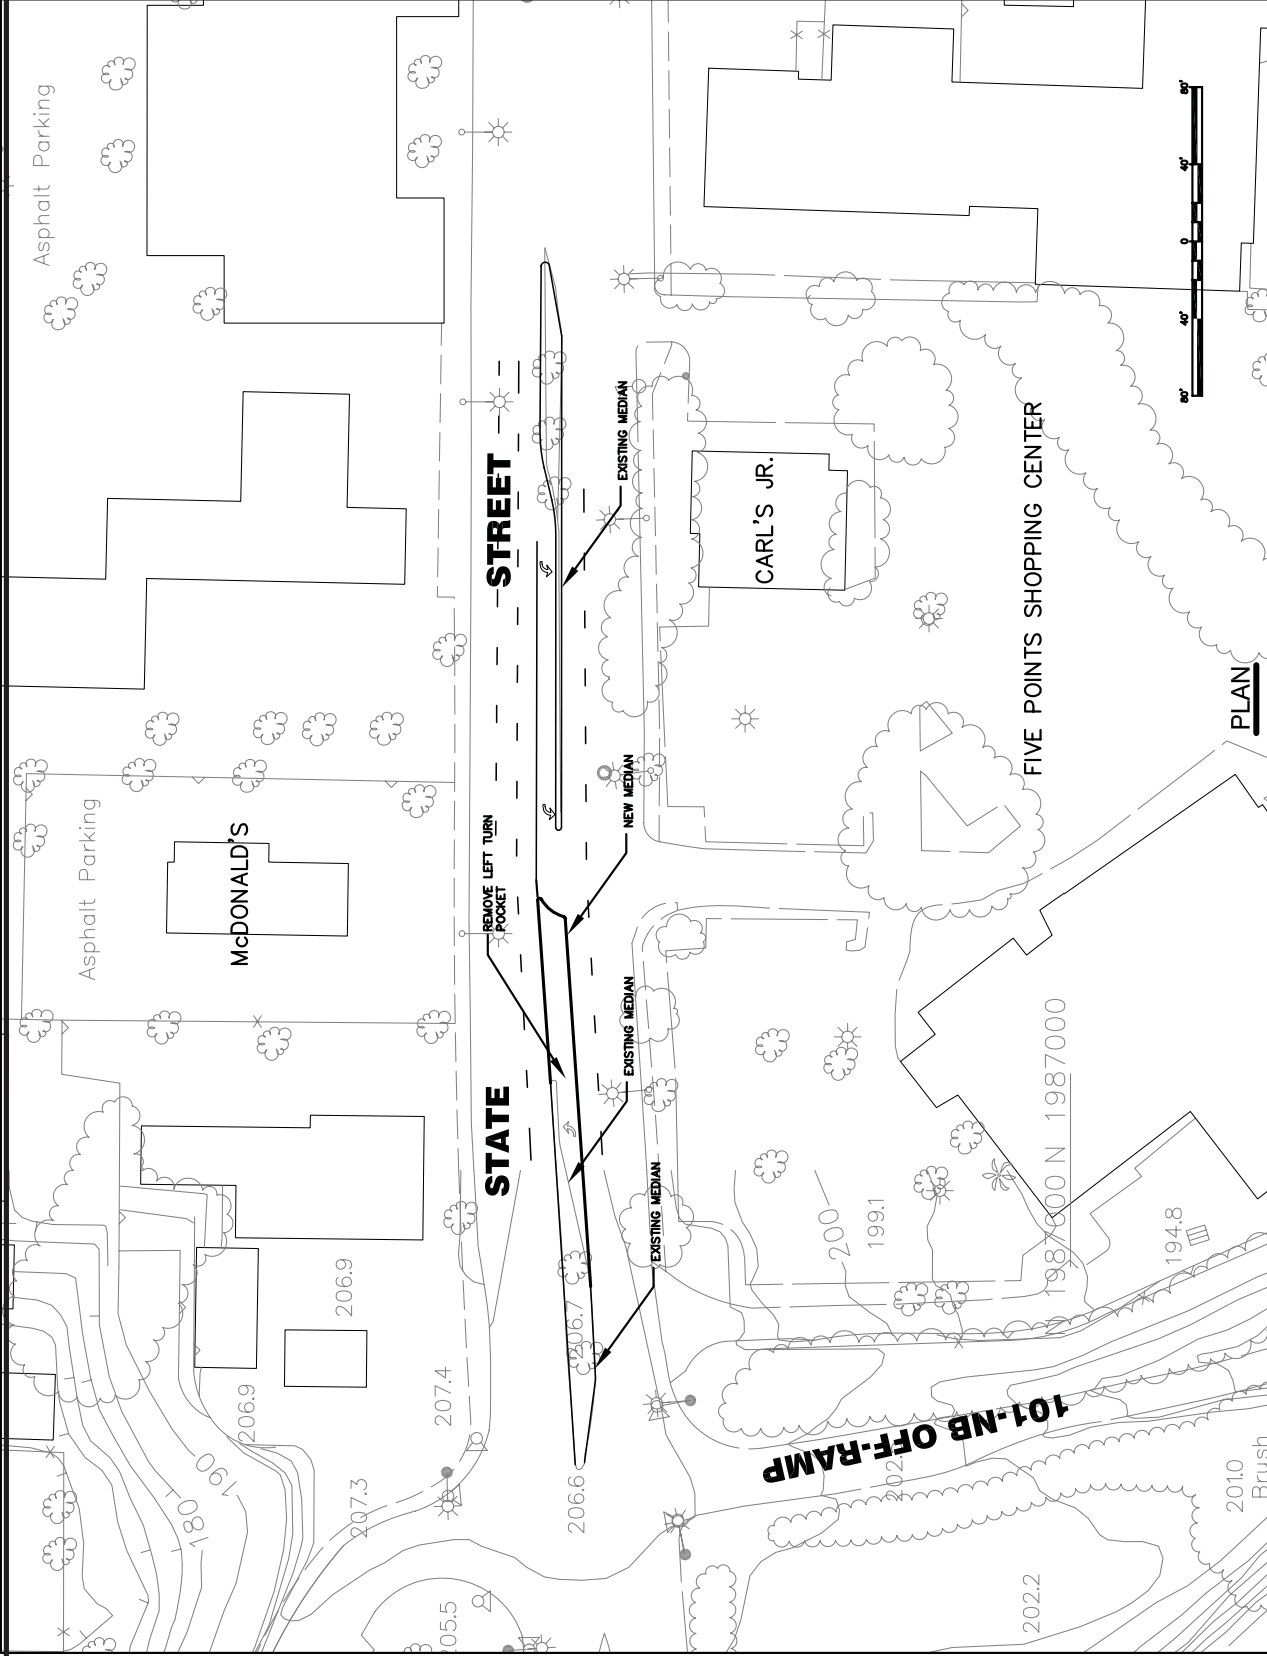 Asphalt Parking
STATE STREET
McDONALD'S
Asphalt Parking
REMOVE LEFT TURN
POCKET
EXISTING MEDIAN
NEW MEDIAN
EXISTING MEDIAN
EXISTING MEDIAN
CARL'S JR.
FIVE POINTS SHOPPING CENTER
80' 40' 0 40' 80'
PLAN
101-NB OFF-RAMP
N 1987000
200
199.1
194.8
206.9
206.7
206.9
207.4
207.3
206.6
190
180
205.5
202.2
201.0
Brush